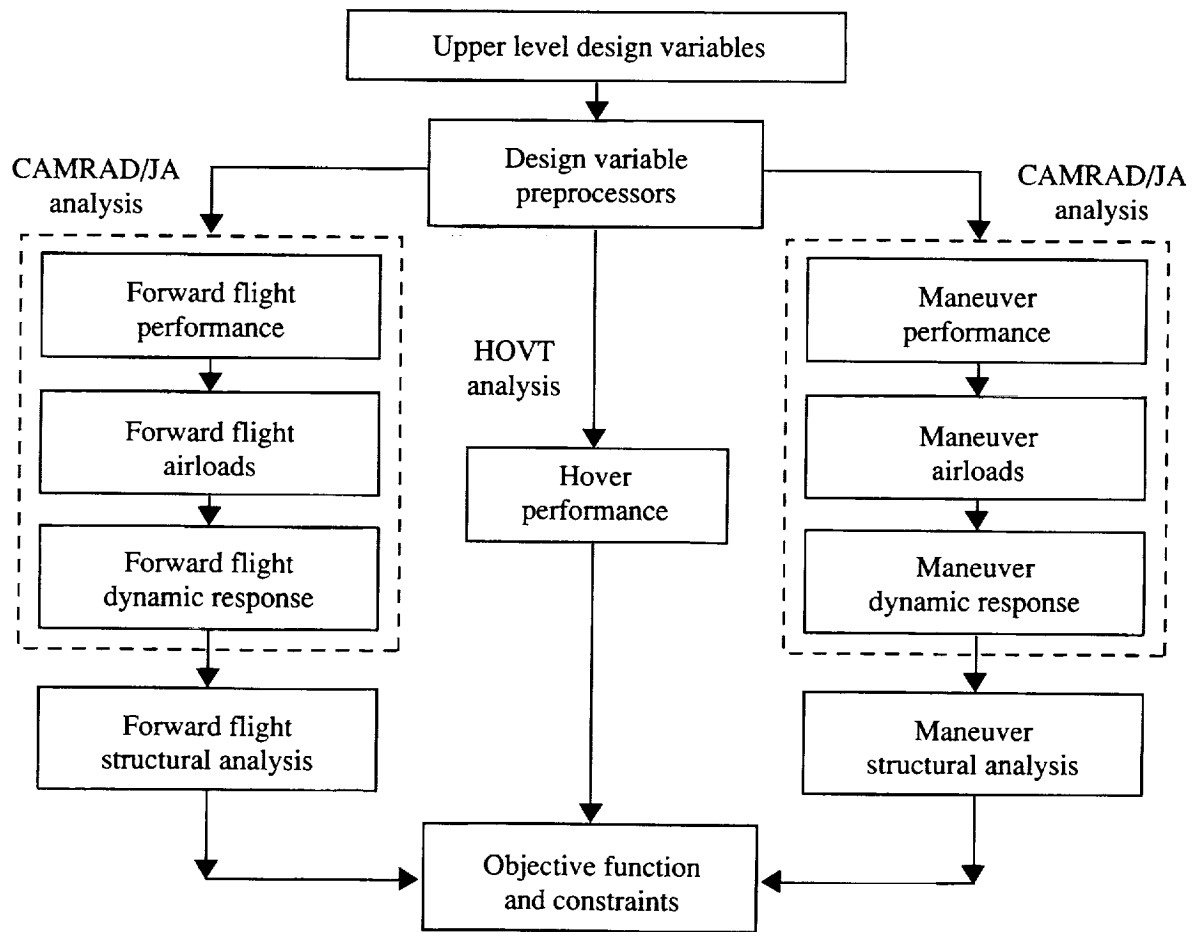 Upper level design variables
Design variable
preprocessors
CAMRAD/JA
analysis
Forward flight
performance
Forward flight
airloads
Forward flight
dynamic response
Forward flight
structural analysis
HOVT
analysis
Hover
performance
CAMRAD/JA
analysis
Maneuver
performance
Maneuver
airloads
Maneuver
dynamic response
Maneuver
structural analysis
Objective function
and constraints